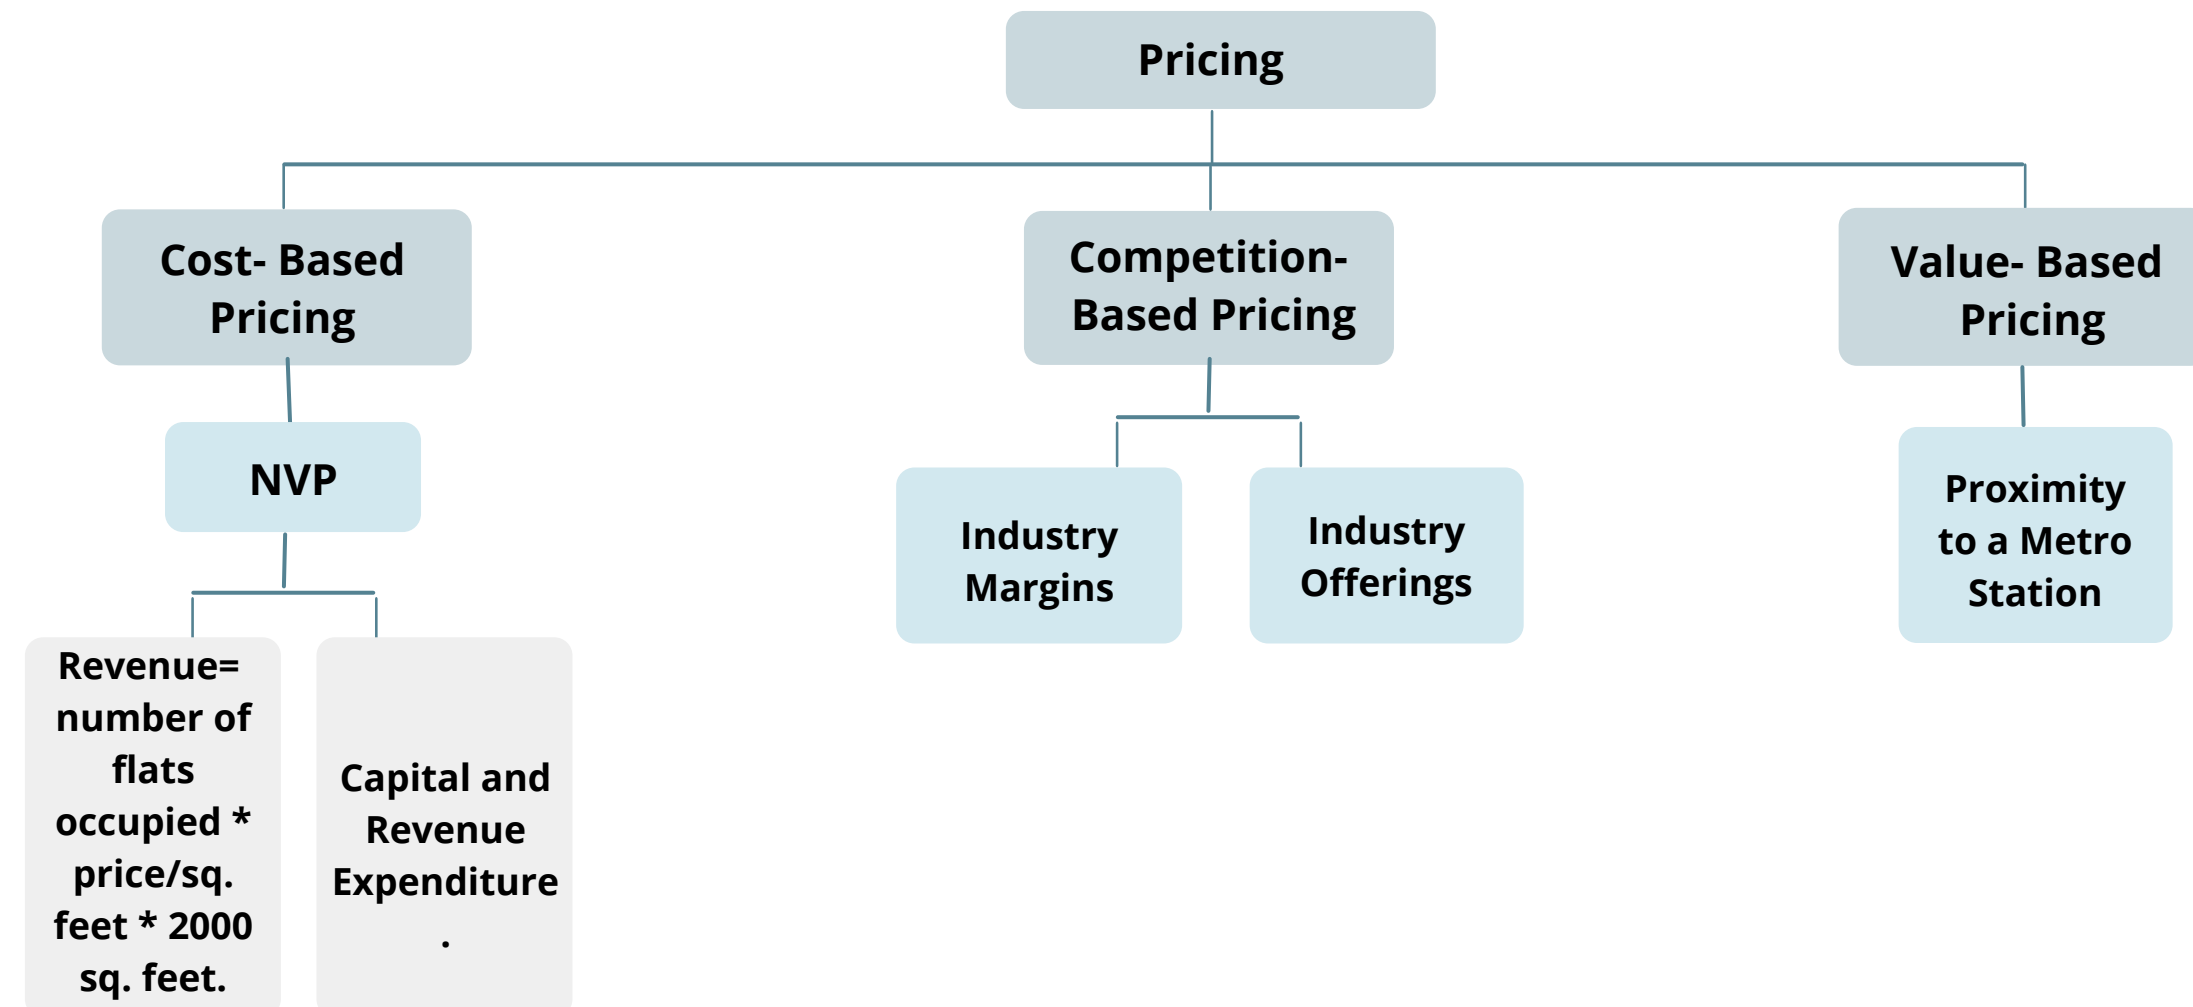 Pricing
Cost- Based
Pricing
Competition-
Based Pricing
Value- Based
Pricing
NVP
Industry
Margins
Industry
Offerings
Proximity
to a Metro
Station
Revenue=
number of
flats
occupied *
price/sq.
feet * 2000
sq. feet.
Capital and
Revenue
Expenditure
.